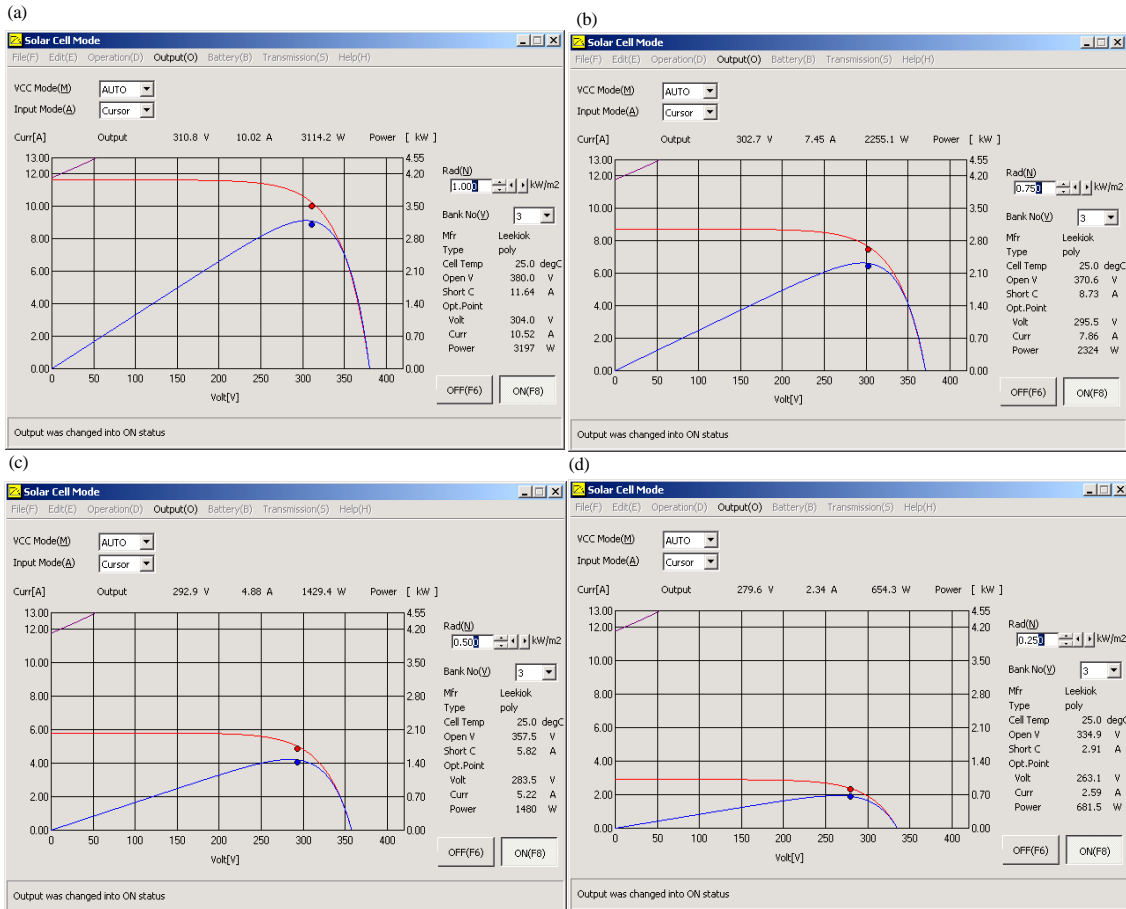 (a)
Solar Cell Mode
File(F) Edit(E) Operation(D) Output(O) Battery(B) Transmission(S) Help(H)
VCC Mode(M) AUTO
Input Mode(A) Cursor
Curr[A] Output 310.8 V 10.02 A 3114.2 W Power [ kW ]
13.00 4.55
12.00 4.20
10.00 3.50
8.00 2.80
6.00 2.10
4.00 1.40
2.00 0.70
0.00 0.00
0 50 100 150 200 250 300 350 400
Volt[V]
Rad(N)
1.000 kW/m2
Bank No(V) 3
Mfr Leekiok
Type poly
Cell Temp 25.0 degC
Open V 380.0 V
Short C 11.64 A
Opt.Point
Volt 304.0 V
Curr 10.52 A
Power 3197 W
OFF(F6) ON(F8)
Output was changed into ON status
(b)
Solar Cell Mode
File(F) Edit(E) Operation(D) Output(O) Battery(B) Transmission(S) Help(H)
VCC Mode(M) AUTO
Input Mode(A) Cursor
Curr[A] Output 302.7 V 7.45 A 2255.1 W Power [ kW ]
13.00 4.55
12.00 4.20
10.00 3.50
8.00 2.80
6.00 2.10
4.00 1.40
2.00 0.70
0.00 0.00
0 50 100 150 200 250 300 350 400
Volt[V]
Rad(N)
0.750 kW/m2
Bank No(V) 3
Mfr Leekiok
Type poly
Cell Temp 25.0 degC
Open V 370.6 V
Short C 8.73 A
Opt.Point
Volt 295.5 V
Curr 7.86 A
Power 2324 W
OFF(F6) ON(F8)
Output was changed into ON status
(c)
Solar Cell Mode
File(F) Edit(E) Operation(D) Output(O) Battery(B) Transmission(S) Help(H)
VCC Mode(M) AUTO
Input Mode(A) Cursor
Curr[A] Output 292.9 V 4.88 A 1429.4 W Power [ kW ]
13.00 4.55
12.00 4.20
10.00 3.50
8.00 2.80
6.00 2.10
4.00 1.40
2.00 0.70
0.00 0.00
0 50 100 150 200 250 300 350 400
Volt[V]
Rad(N)
0.500 kW/m2
Bank No(V) 3
Mfr Leekiok
Type poly
Cell Temp 25.0 degC
Open V 357.5 V
Short C 5.82 A
Opt.Point
Volt 283.5 V
Curr 5.22 A
Power 1480 W
OFF(F6) ON(F8)
Output was changed into ON status
(d)
Solar Cell Mode
File(F) Edit(E) Operation(D) Output(O) Battery(B) Transmission(S) Help(H)
VCC Mode(M) AUTO
Input Mode(A) Cursor
Curr[A] Output 279.6 V 2.34 A 654.3 W Power [ kW ]
13.00 4.55
12.00 4.20
10.00 3.50
8.00 2.80
6.00 2.10
4.00 1.40
2.00 0.70
0.00 0.00
0 50 100 150 200 250 300 350 400
Volt[V]
Rad(N)
0.250 kW/m2
Bank No(V) 3
Mfr Leekiok
Type poly
Cell Temp 25.0 degC
Open V 334.9 V
Short C 2.91 A
Opt.Point
Volt 263.1 V
Curr 2.59 A
Power 681.5 W
OFF(F6) ON(F8)
Output was changed into ON status